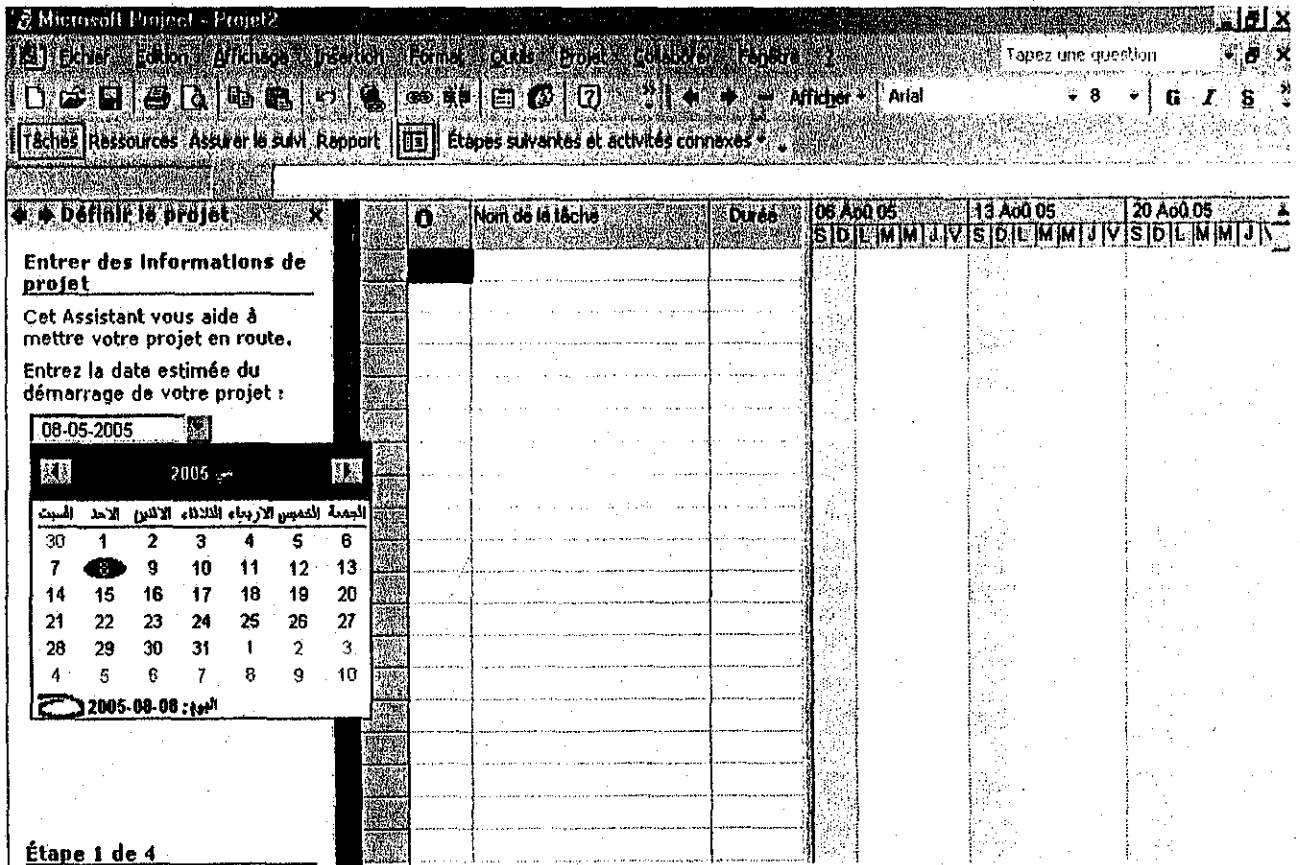 Microsoft Project - Projet2
Fichier Edition Affichage Insertion Format Outils Projet Collaborer Fenêtre ? Tapez une question
Afficher Arial 8 G I S
Tâches Ressources Assurer le suivi Rapport Étapes suivantes et activités connexes
Définir le projet
Nom de la tâche Durée 06 Aoû 05 13 Aoû 05 20 Aoû 05
S D L M M J V S D L M M J V S D L M M J V
Entrer des informations de
projet
Cet Assistant vous aide à
mettre votre projet en route.
Entrez la date estimée du
démarrage de votre projet :
08-05-2005
مي 2005
السبت الاحد الاثنين الثلاثاء الاربعاء الخميس الجمعة
30 1 2 3 4 5 6
7 8 9 10 11 12 13
14 15 16 17 18 19 20
21 22 23 24 25 26 27
28 29 30 31 1 2 3
4 5 6 7 8 9 10
اليوم: 2005-08-08
Étape 1 de 4